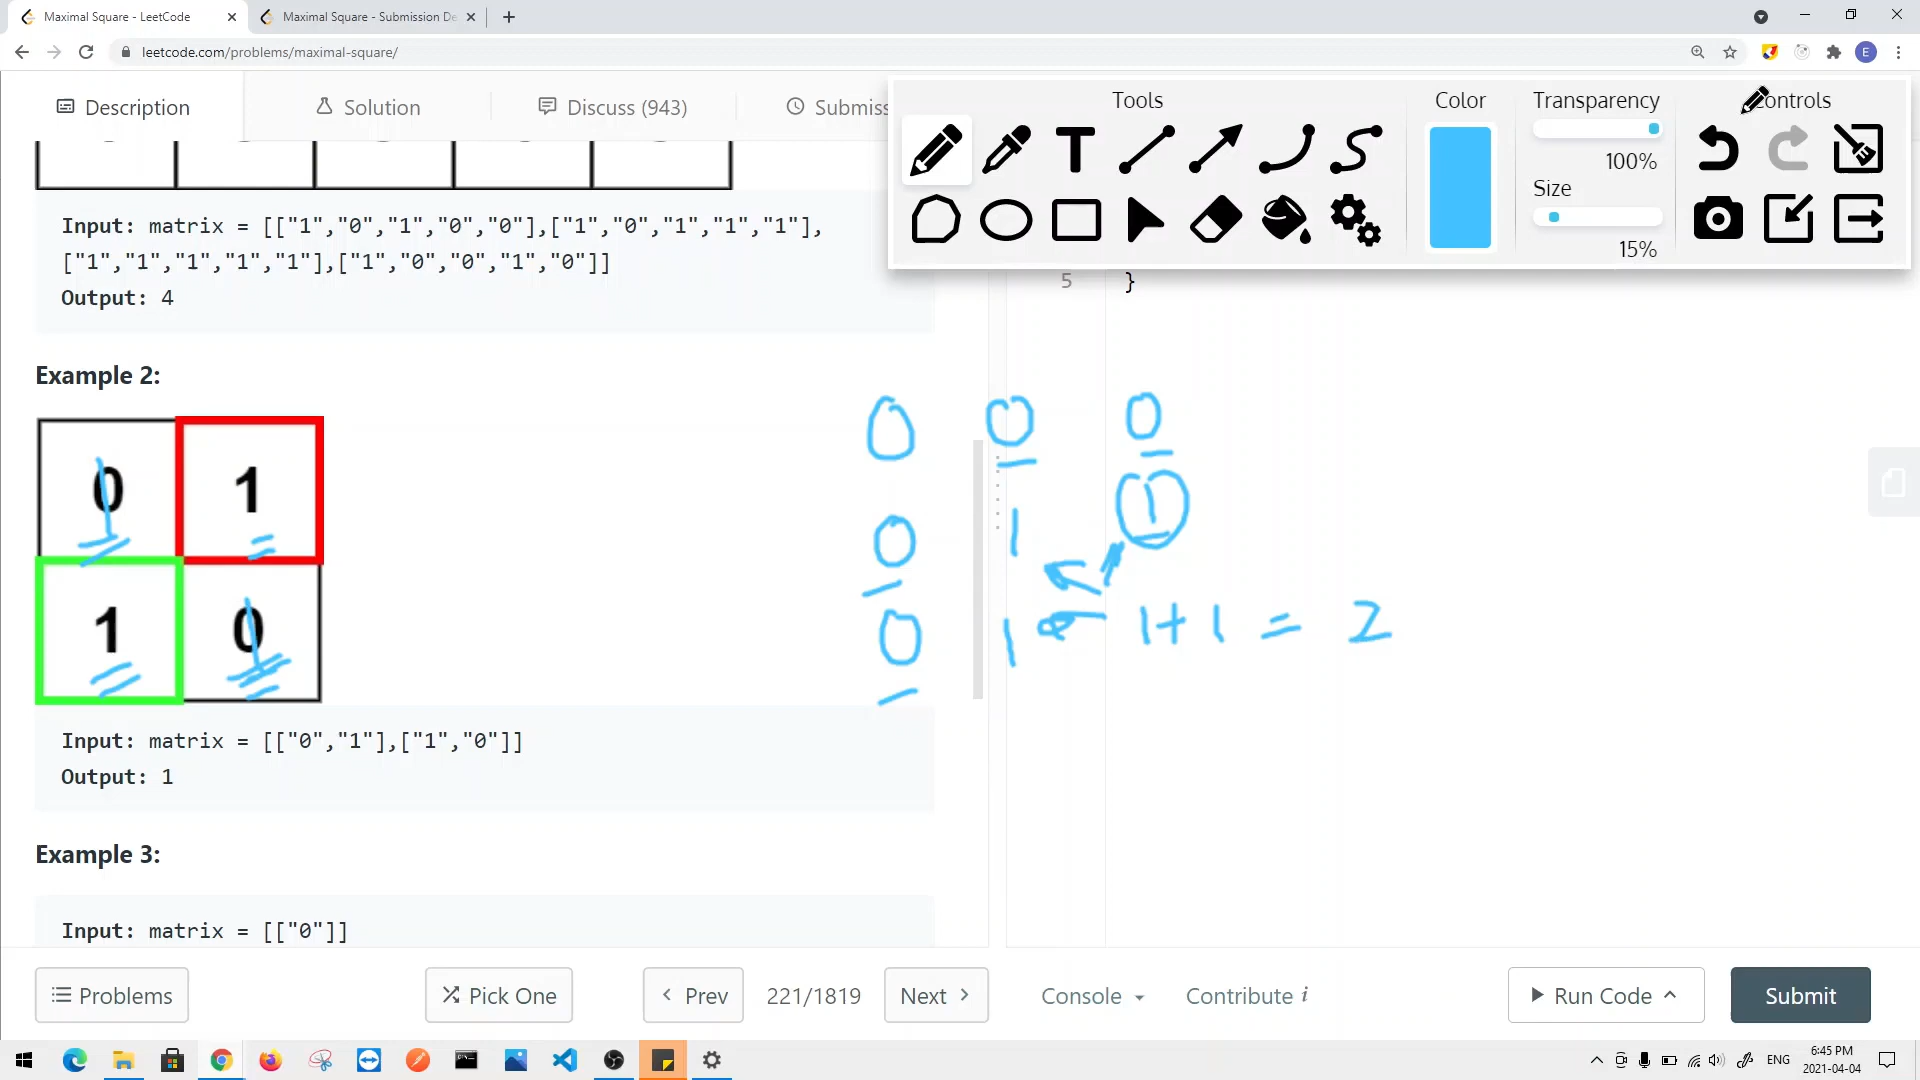 Maximal Square - LeetCode
Maximal Square - Submission De
leetcode.com/problems/maximal-square/
E
Description
Solution
Discuss (943)
Submiss
Tools
Color
Transparency
100%
Size
15%
ontrols
T
Input: matrix = [["1","0","1","0","0"],["1","0","1","1","1"],
["1","1","1","1","1"],["1","0","0","1","0"]]
Output: 4
5 }
Example 2:
0 1
1 0
0 0 0
0 1 1
0 1 1+1 = 2
Input: matrix = [["0","1"],["1","0"]]
Output: 1
Example 3:
Input: matrix = [["0"]]
Problems
Pick One
Prev
221/1819
Next
Console
Contribute i
Run Code
Submit
ENG
6:45 PM
2021-04-04